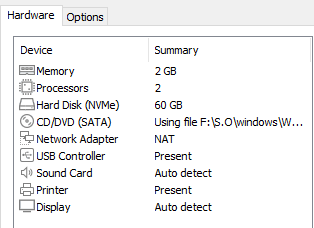 Hardware Options
Device Summary
Memory 2 GB
Processors 2
Hard Disk (NVMe) 60 GB
CD/DVD (SATA) Using file F:\S.O\windows\W...
Network Adapter NAT
USB Controller Present
Sound Card Auto detect
Printer Present
Display Auto detect